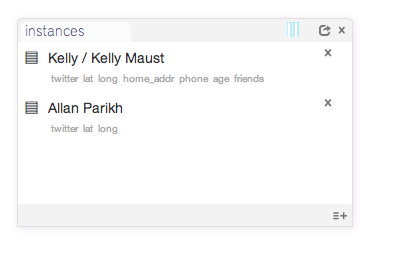 instances
Kelly / Kelly Maust
twitter lat long home_addr phone age friends
Allan Parikh
twitter lat long